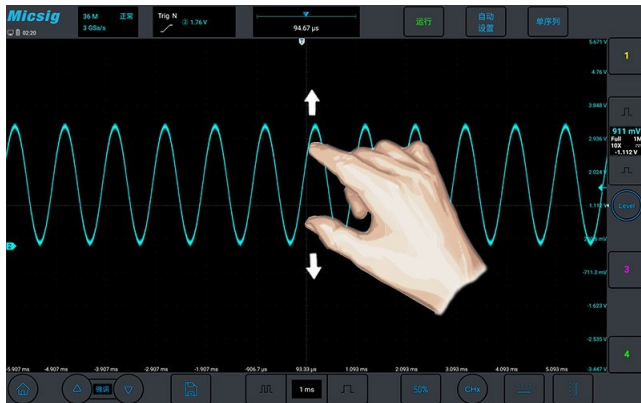 Micsig
02:20
36 M 正常
3 GSa/s
Trig N
② 1.76 V
94.67 μs
运行
自动
设置
单序列
T
5.671 V
4.76 V
3.848 V
2.936 V
2.024 V
1.112 V
-711.2 mV
-1.623 V
-2.535 V
-3.447 V
1
911 mV
Full 1M
10X
-1.112 V
Level
3
4
2
-5.907 ms -4.907 ms -3.907 ms -2.907 ms -1.907 ms -906.7 μs 93.33 μs 1.093 ms 2.093 ms 3.093 ms 4.093 ms 5.093 ms
微调
1 ms
50%
CHx